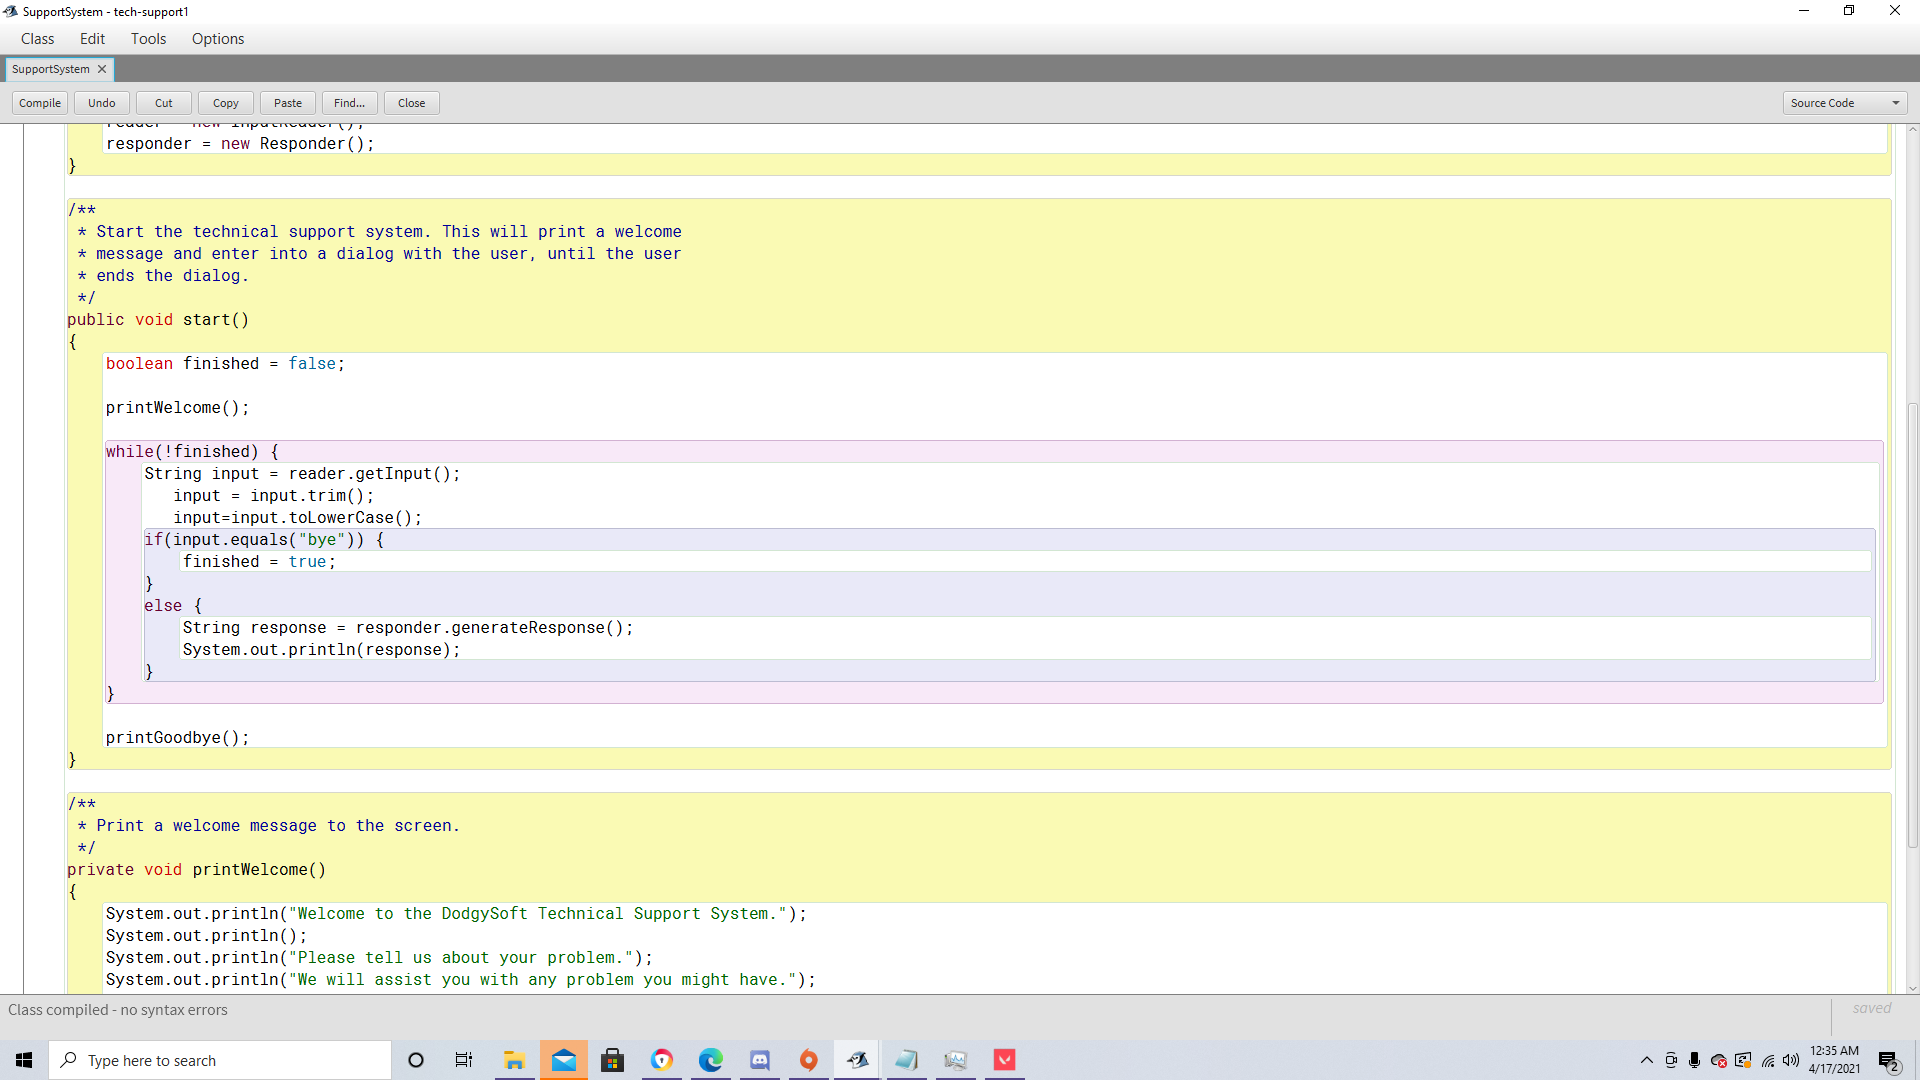 SupportSystem - tech-support1
Class Edit Tools Options
SupportSystem
Compile Undo Cut Copy Paste Find... Close Source Code
reader = new InputReader();
responder = new Responder();
}
/**
* Start the technical support system. This will print a welcome
* message and enter into a dialog with the user, until the user
* ends the dialog.
*/
public void start()
{
boolean finished = false;
printWelcome();
while(!finished) {
String input = reader.getInput();
input = input.trim();
input=input.toLowerCase();
if(input.equals("bye")) {
finished = true;
}
else {
String response = responder.generateResponse();
System.out.println(response);
}
}
printGoodbye();
}
/**
* Print a welcome message to the screen.
*/
private void printWelcome()
{
System.out.println("Welcome to the DodgySoft Technical Support System.");
System.out.println();
System.out.println("Please tell us about your problem.");
System.out.println("We will assist you with any problem you might have.");
Class compiled - no syntax errors
saved
Type here to search
12:35 AM
4/17/2021
2